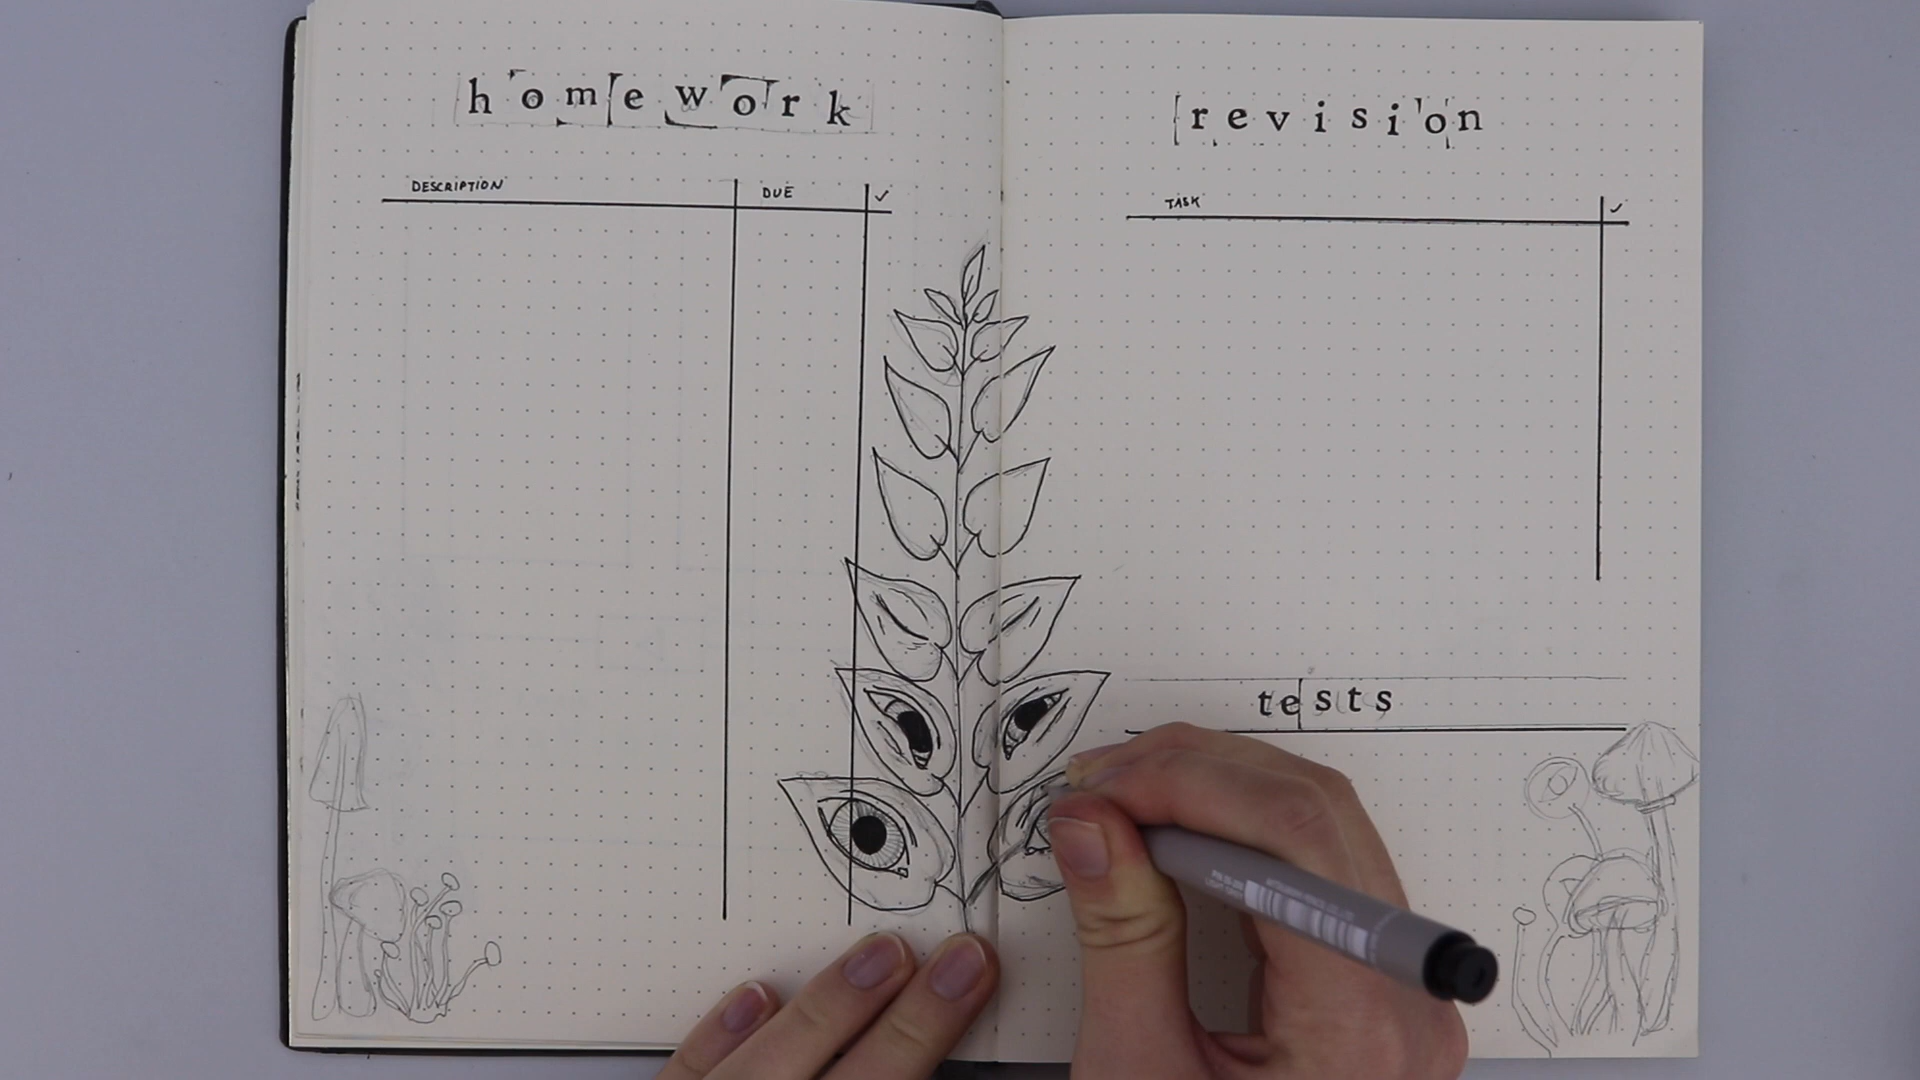 homework
DESCRIPTION DUE ✓
revision
TASK ✓
tests